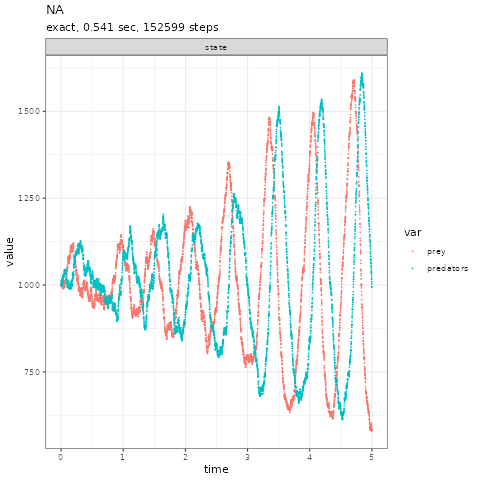 NA
exact, 0.541 sec, 152599 steps
state
1500
1250
1000
750
value
0
1
2
3
4
5
time
var
prey
predators